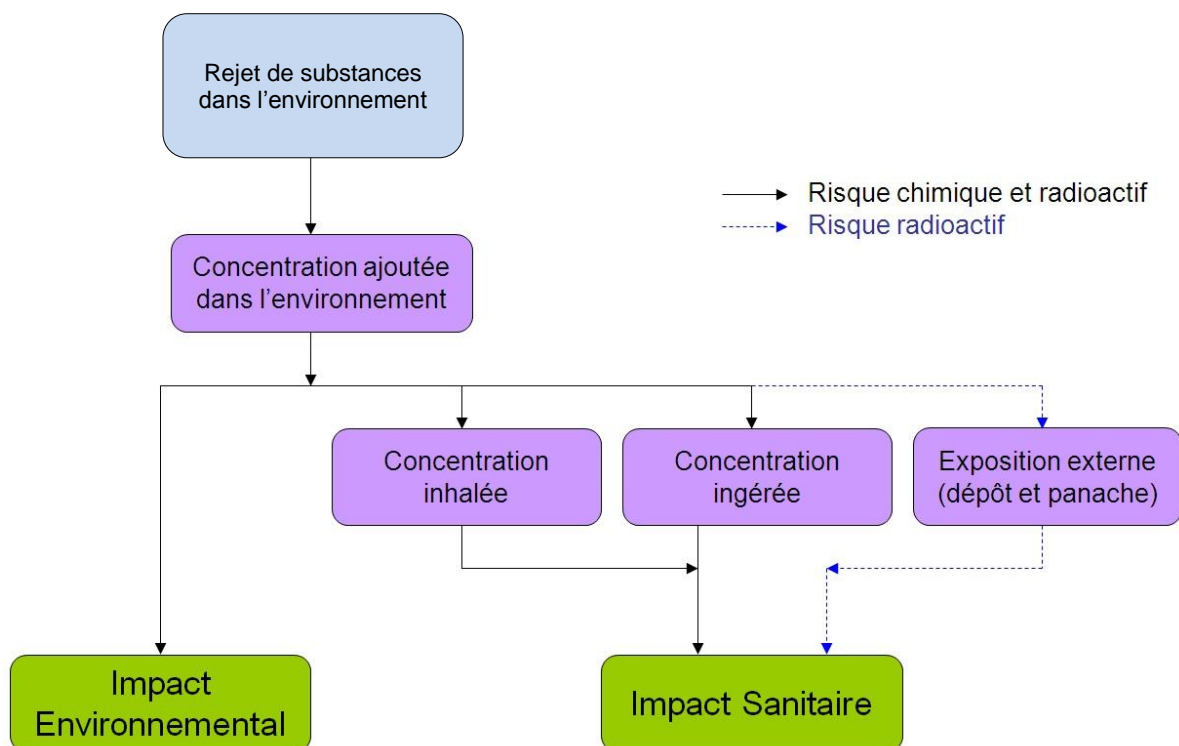 Rejet de substances
dans l’environnement
Risque chimique et radioactif
Risque radioactif
Concentration ajoutée
dans l’environnement
Concentration
inhalée
Concentration
ingérée
Exposition externe
(dépôt et panache)
Impact
Environnemental
Impact Sanitaire